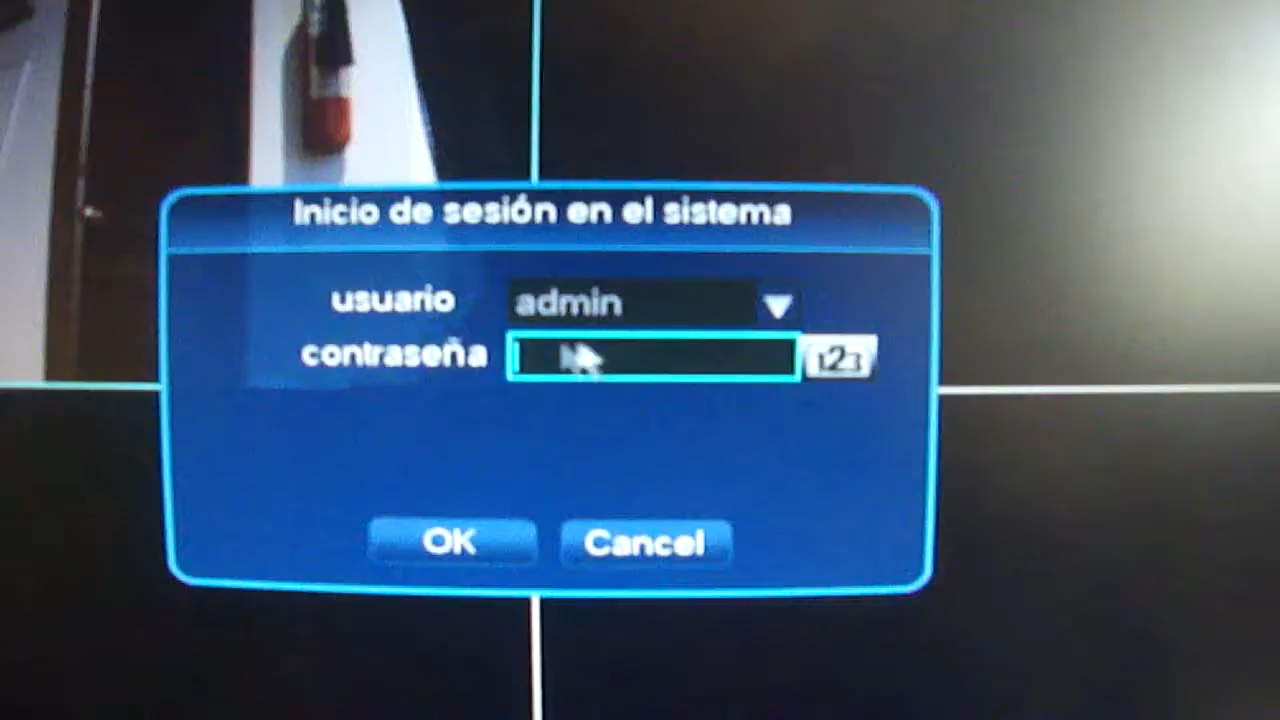 Inicio de sesión en el sistema
usuario admin
contraseña 123
OK Cancel